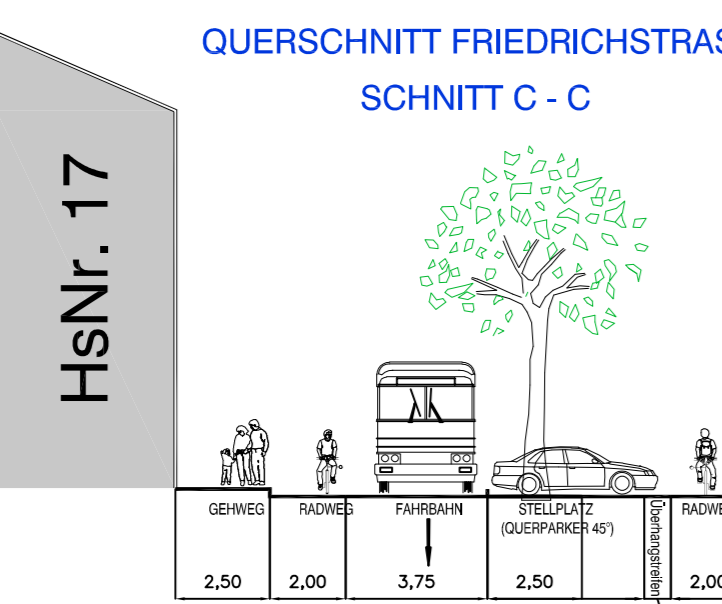 QUERSCHNITT FRIEDRICHSTRAS
SCHNITT C - C
HsNr. 17
GEHWEG
RADWEG
FAHRBAHN
STELLPLATZ
(QUERPARKER 45°)
Überhangstreifen
RADWE
2,50
2,00
3,75
2,50
2,00